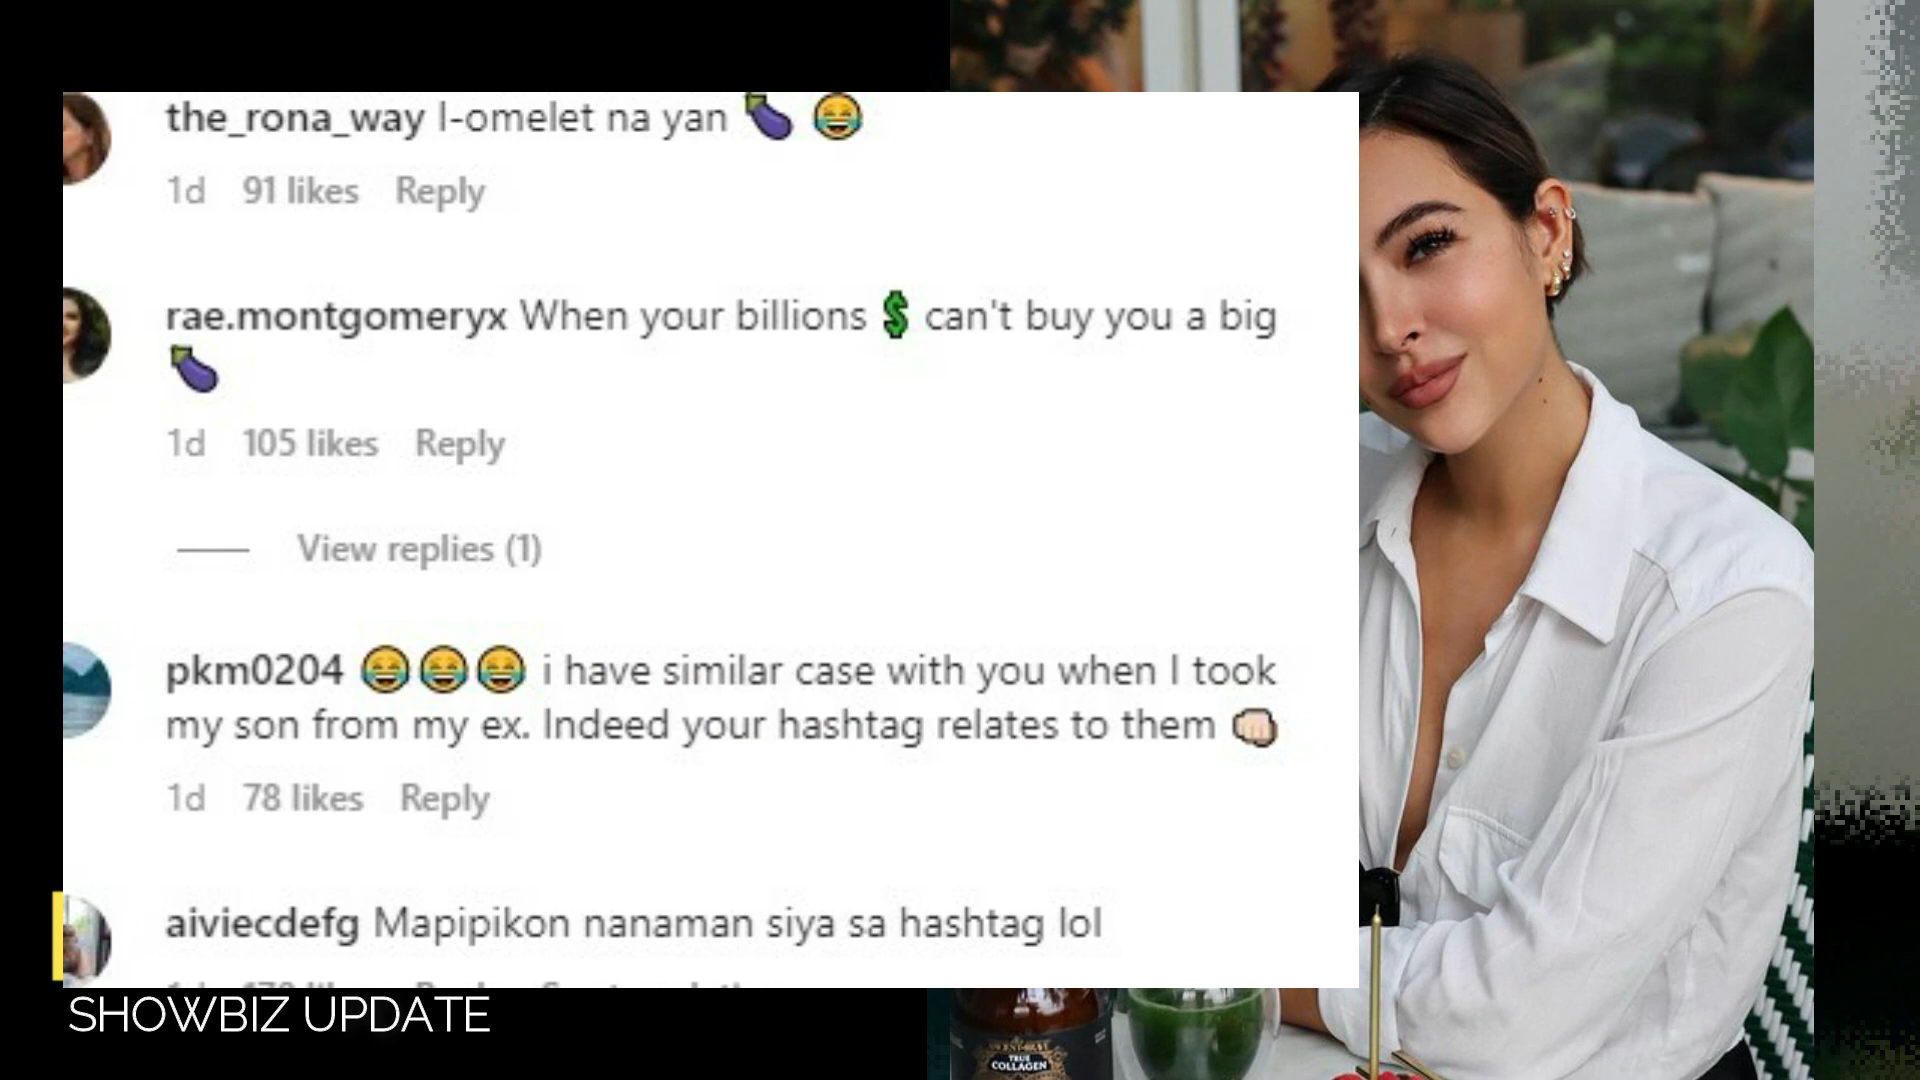 the_rona_way I-omelet na yan 🍆 😂
1d 91 likes Reply
rae.montgomeryx When your billions 💲 can't buy you a big
🍆
1d 105 likes Reply
View replies (1)
pkm0204 😂😂😂 i have similar case with you when I took
my son from my ex. Indeed your hashtag relates to them 👊🏻
1d 78 likes Reply
aiviecdefg Mapipikon nanaman siya sa hashtag lol
SHOWBIZ UPDATE
TRUE
COLLAGEN